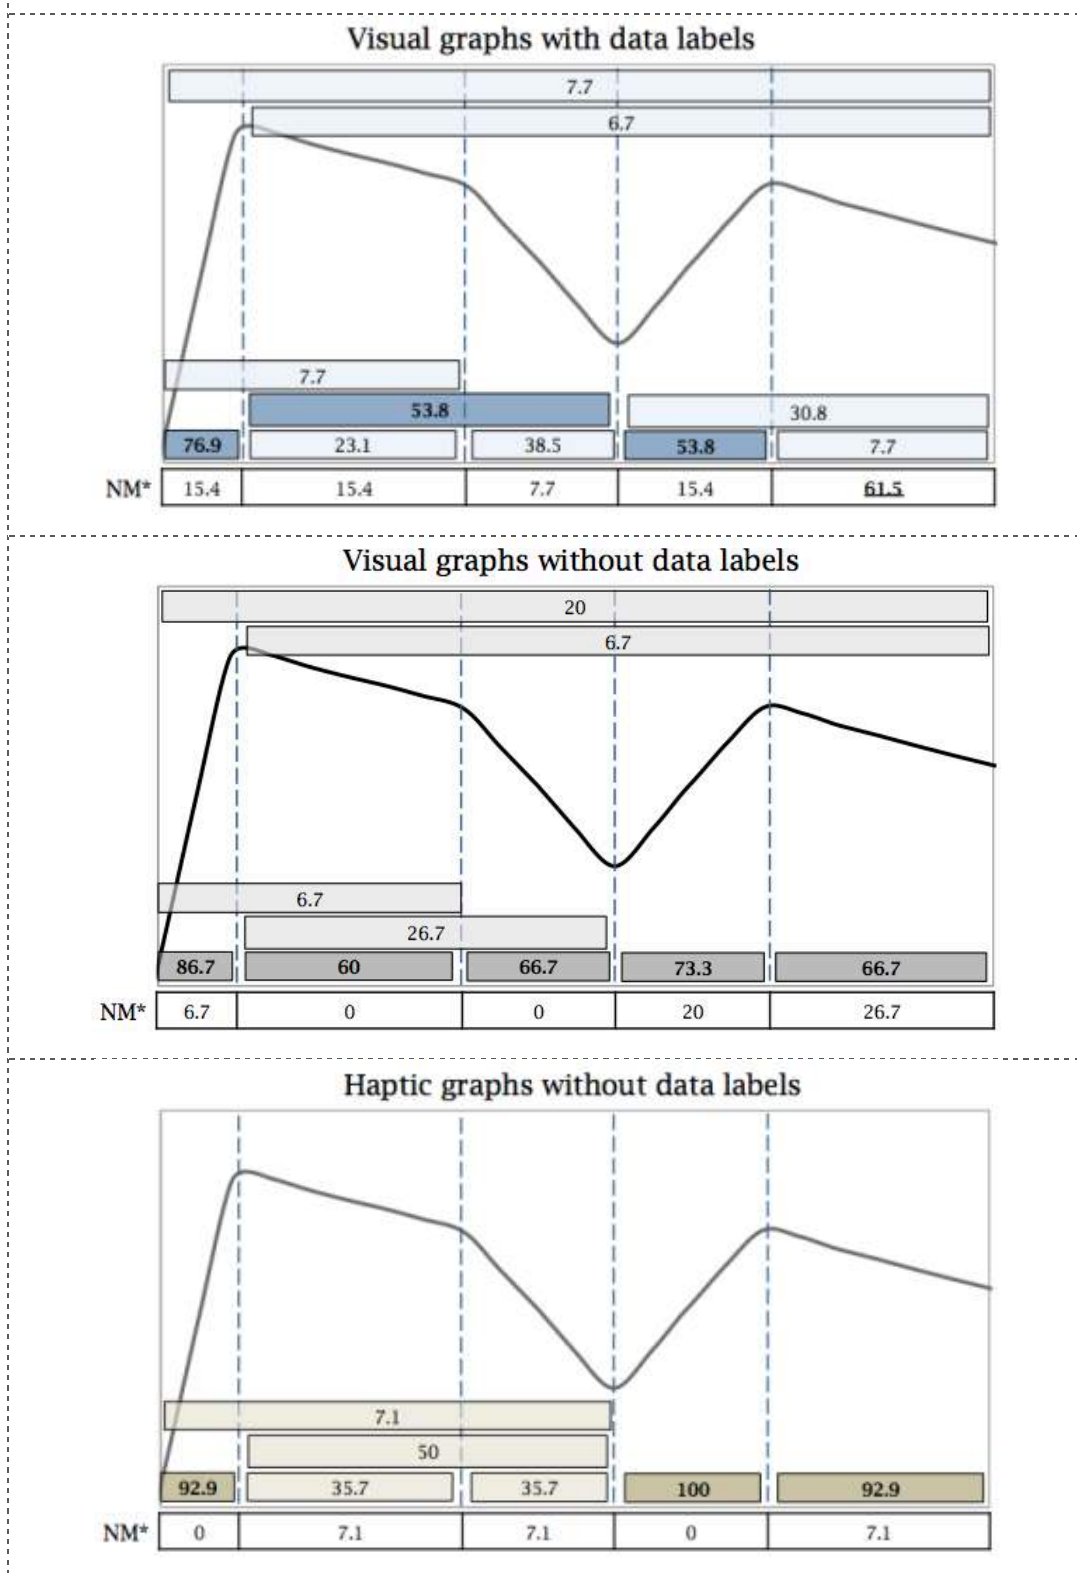 Visual graphs with data labels
7.7
6.7
7.7
53.8
30.8
76.9 23.1 38.5 53.8 7.7
NM* 15.4 15.4 7.7 15.4 61.5
Visual graphs without data labels
20
6.7
6.7
26.7
86.7 60 66.7 73.3 66.7
NM* 6.7 0 0 20 26.7
Haptic graphs without data labels
7.1
50
92.9 35.7 35.7 100 92.9
NM* 0 7.1 7.1 0 7.1